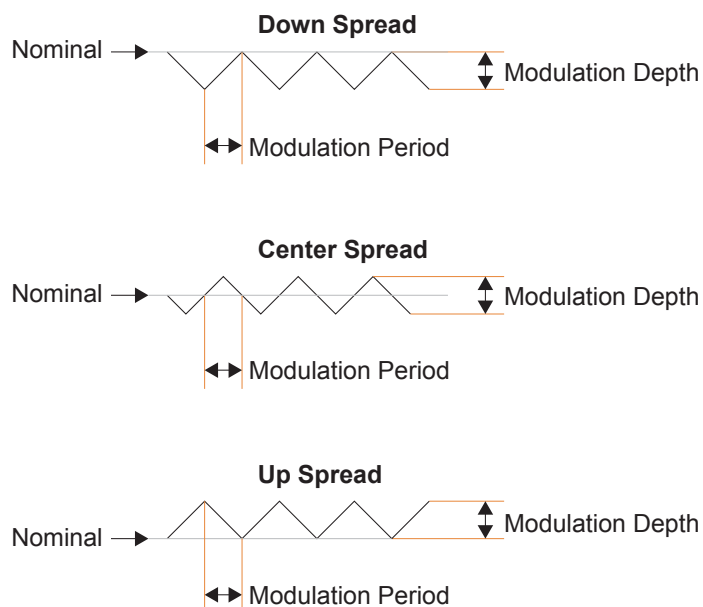 Down Spread
Nominal
Modulation Depth
Modulation Period
Center Spread
Nominal
Modulation Depth
Modulation Period
Up Spread
Modulation Depth
Nominal
Modulation Period